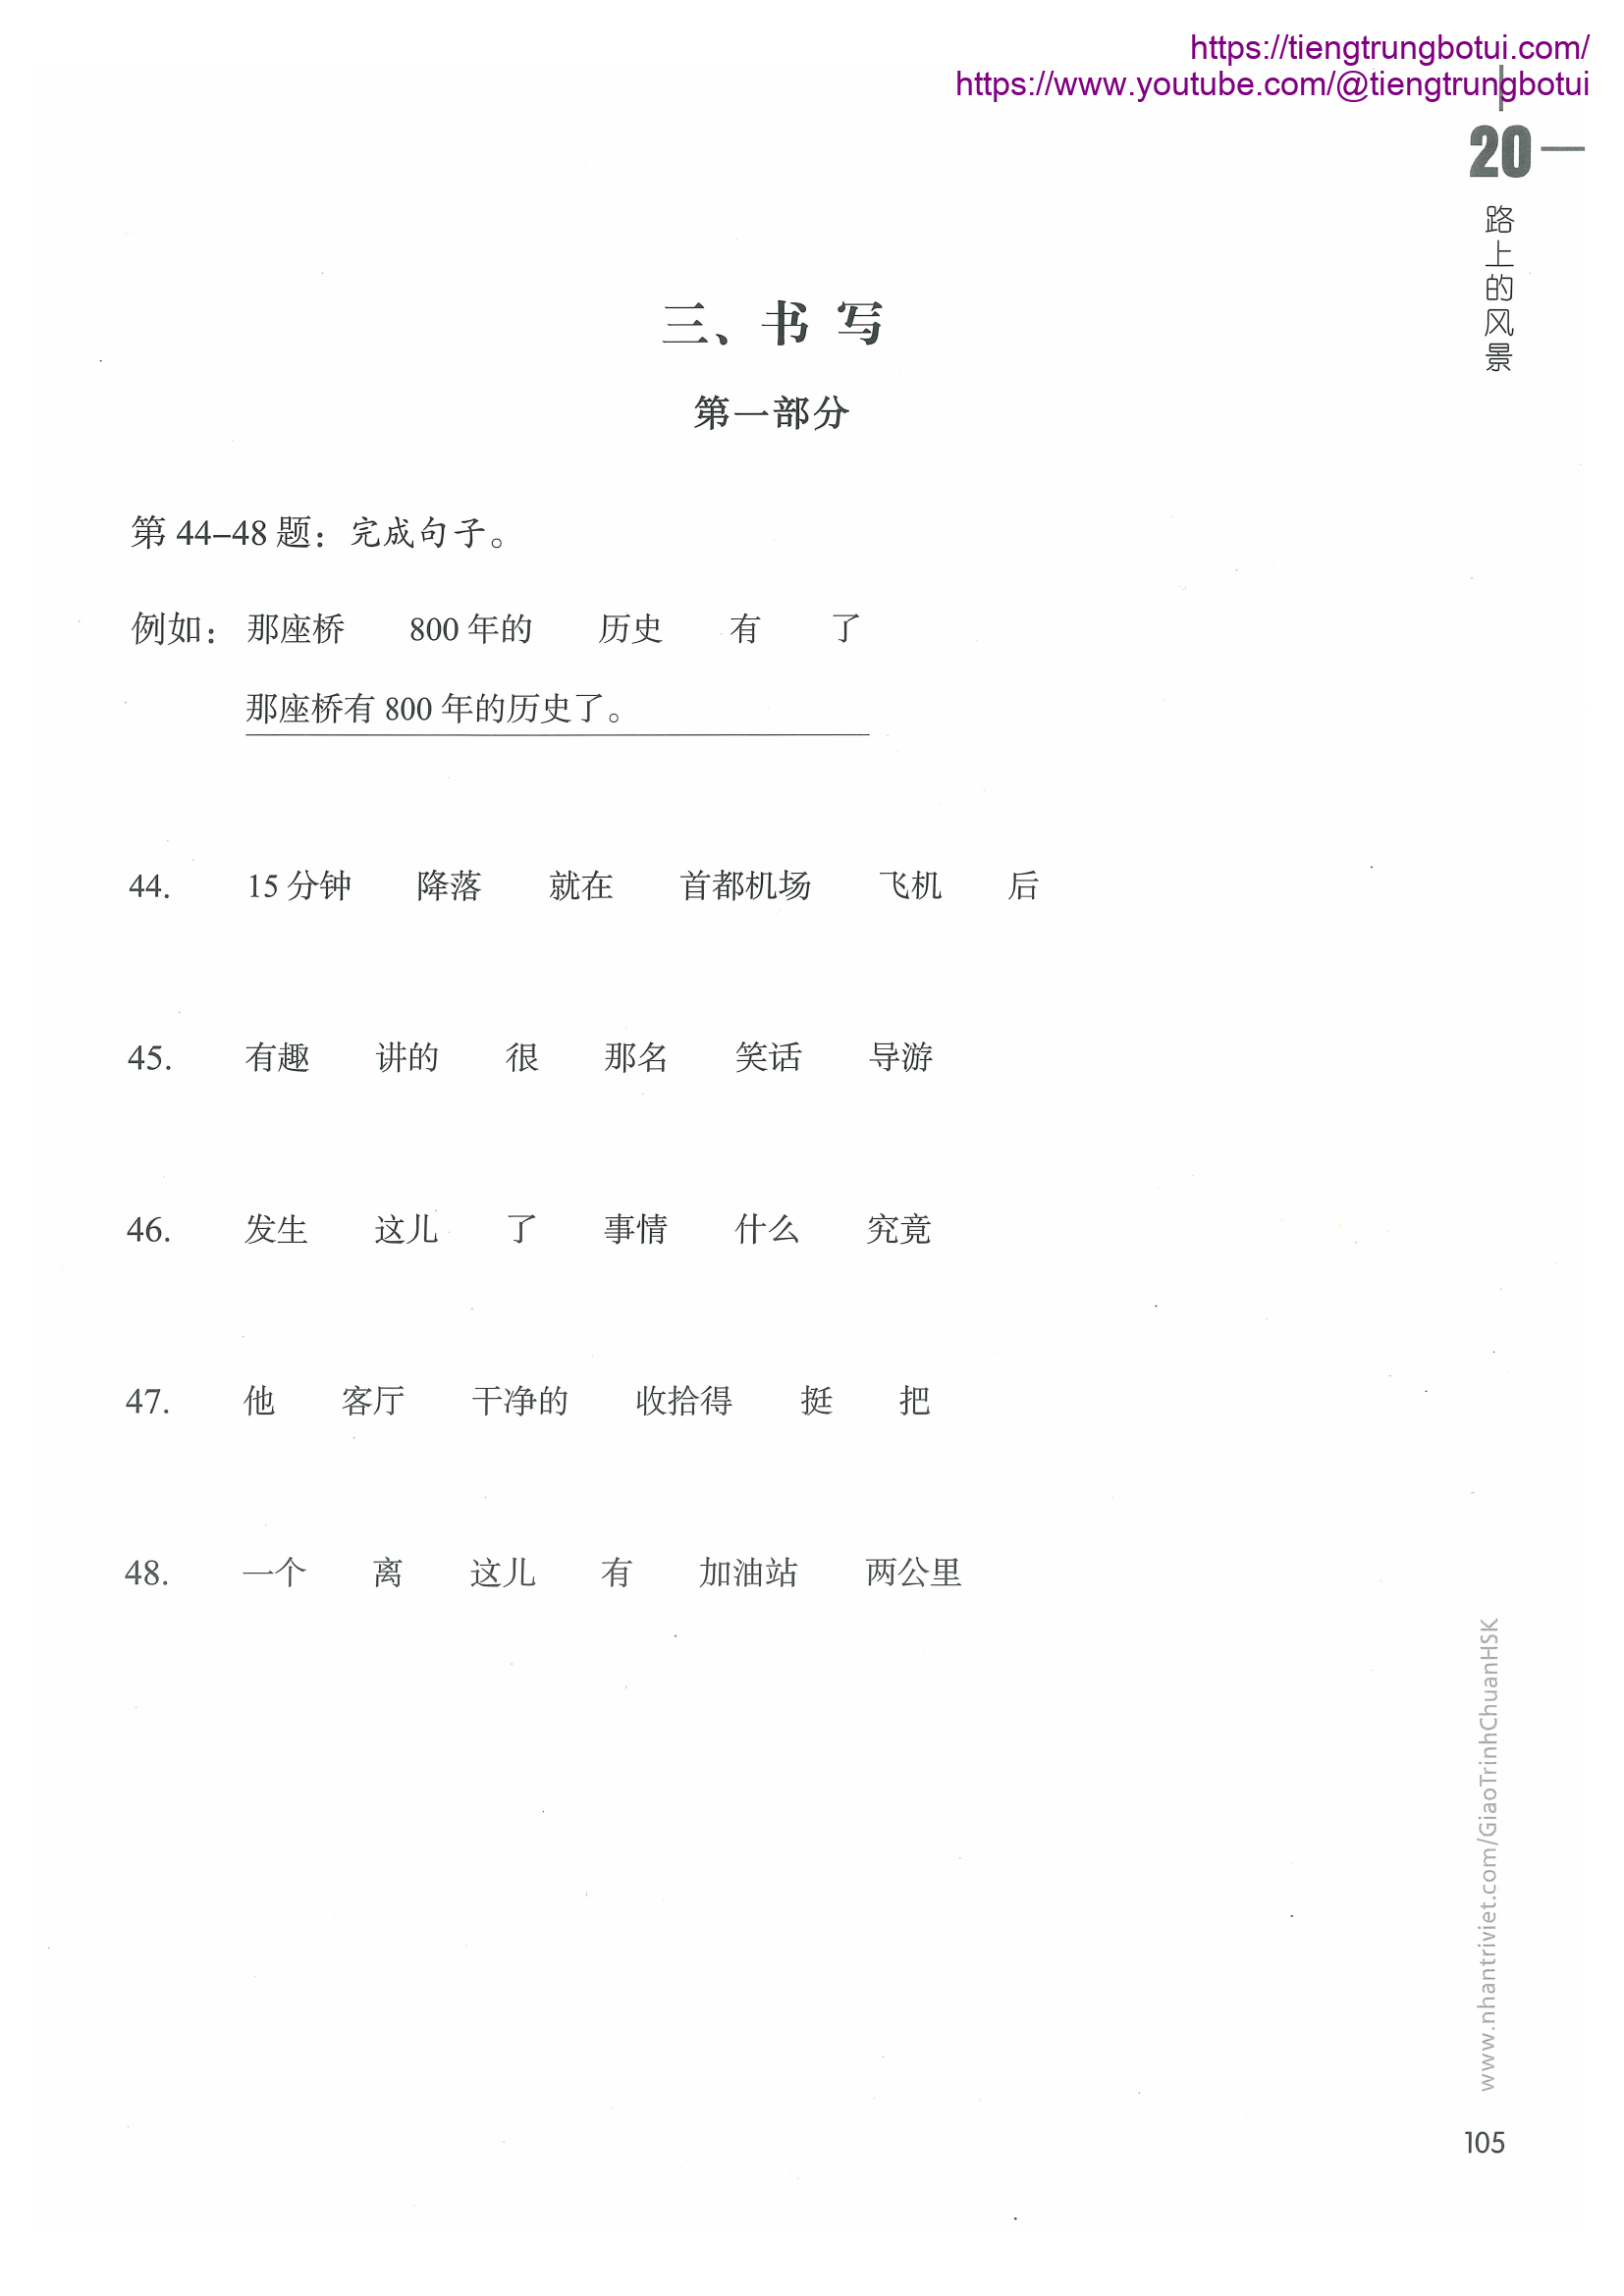 https://tiengtrungbotui.com/
https://www.youtube.com/@tiengtrungbotui
20
路上的风景
三、书 写
第一部分
第 44–48 题：完成句子。
例如： 那座桥 800 年的 历史 有 了
那座桥有 800 年的历史了。
44. 15 分钟 降落 就在 首都机场 飞机 后
45. 有趣 讲的 很 那名 笑话 导游
46. 发生 这儿 了 事情 什么 究竟
47. 他 客厅 干净的 收拾得 挺 把
48. 一个 离 这儿 有 加油站 两公里
www.nhantriviet.com/GiaoTrinhChuanHSK
105